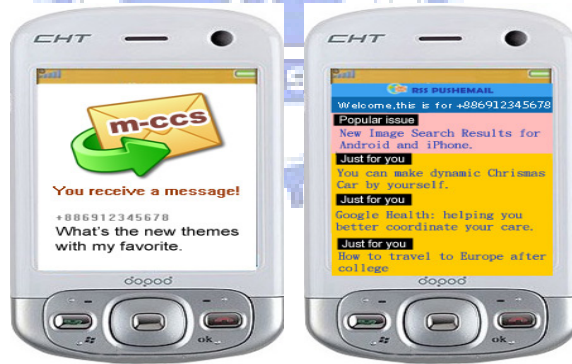 CHT
m-ccs
You receive a message!
+886912345678
What's the new themes
with my favorite.
dopod
ok
CHT
RSS PUSHEMAIL
Welcome,this is for +886912345678
Popular issue
New Image Search Results for
Android and iPhone.
Just for you
You can make dynamic Chrismas
Car by yourself.
Just for you
Google Health: helping you
better coordinate your care.
Just for you
How to travel to Europe after
college
dopod
ok